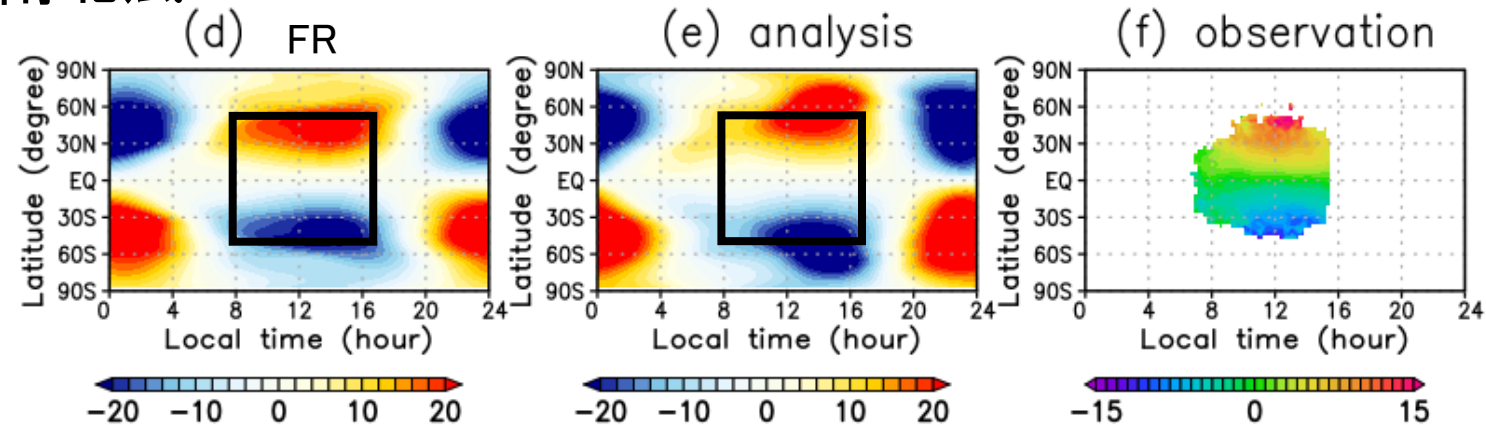 (d) FR
(e) analysis
(f) observation
Latitude (degree)
90N
60N
30N
EQ
30S
60S
90S
0 4 8 12 16 20 24
Local time (hour)
-20 -10 0 10 20
Latitude (degree)
90N
60N
30N
EQ
30S
60S
90S
0 4 8 12 16 20 24
Local time (hour)
-20 -10 0 10 20
Latitude (degree)
90N
60N
30N
EQ
30S
60S
90S
0 4 8 12 16 20 24
Local time (hour)
-15 0 15